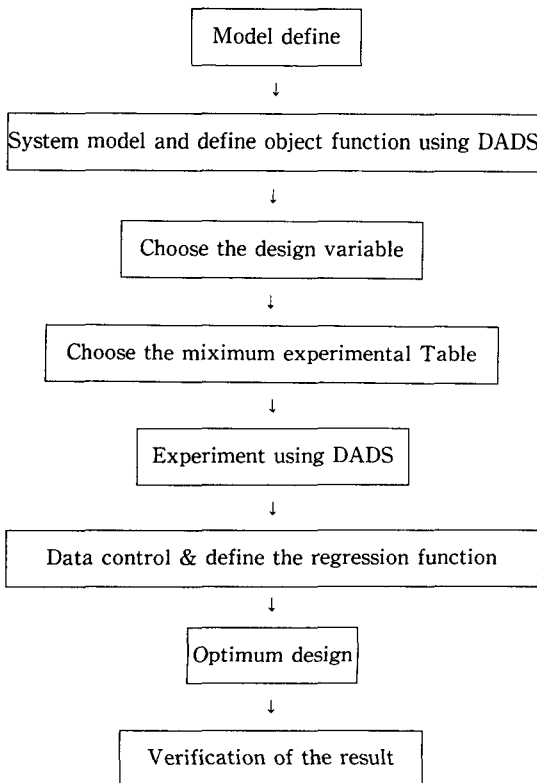 Model define
↓
System model and define object function using DADS
↓
Choose the design variable
↓
Choose the miximum experimental Table
↓
Experiment using DADS
↓
Data control & define the regression function
↓
Optimum design
↓
Verification of the result